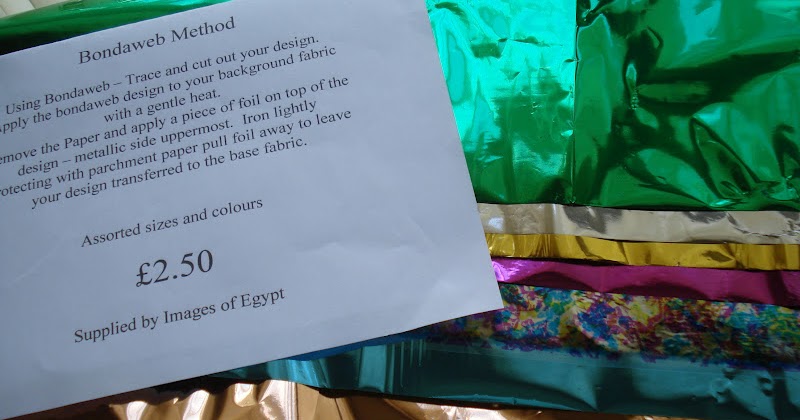 Bondaweb Method
Using Bondaweb – Trace and cut out your design.
pply the bondaweb design to your background fabric
with a gentle heat.
emove the Paper and apply a piece of foil on top of the
design – metallic side uppermost. Iron lightly
rotecting with parchment paper pull foil away to leave
your design transferred to the base fabric.
Assorted sizes and colours
£2.50
Supplied by Images of Egypt